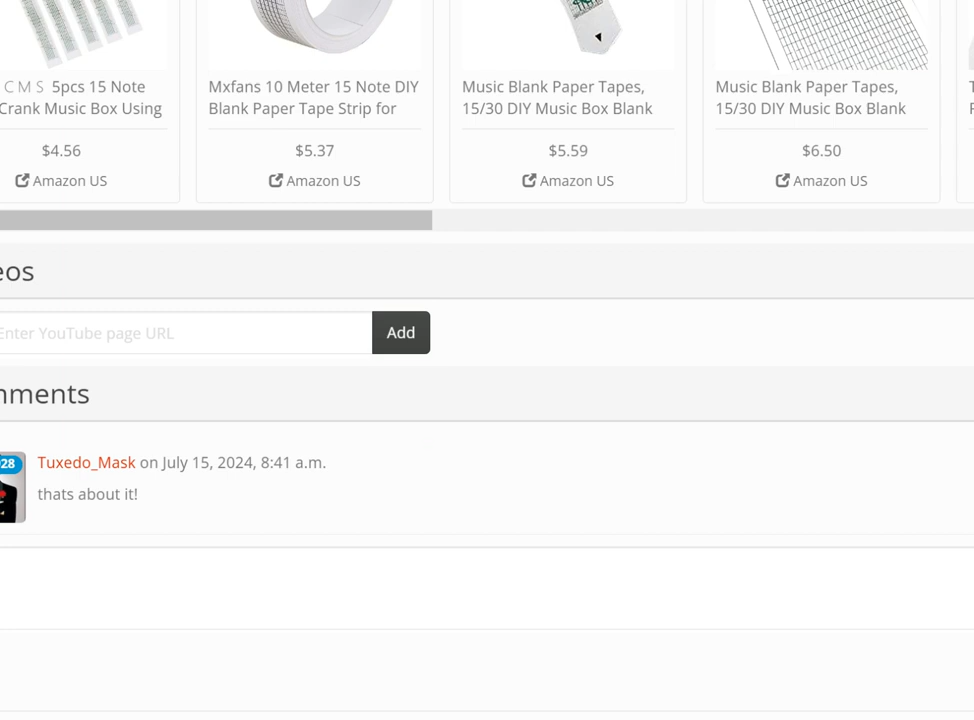 C M S 5pcs 15 Note
Crank Music Box Using
$4.56
Amazon US
Mxfans 10 Meter 15 Note DIY
Blank Paper Tape Strip for
$5.37
Amazon US
Music Blank Paper Tapes,
15/30 DIY Music Box Blank
$5.59
Amazon US
Music Blank Paper Tapes,
15/30 DIY Music Box Blank
$6.50
Amazon US
eos
Enter YouTube page URL
Add
mments
28
Tuxedo_Mask on July 15, 2024, 8:41 a.m.
thats about it!